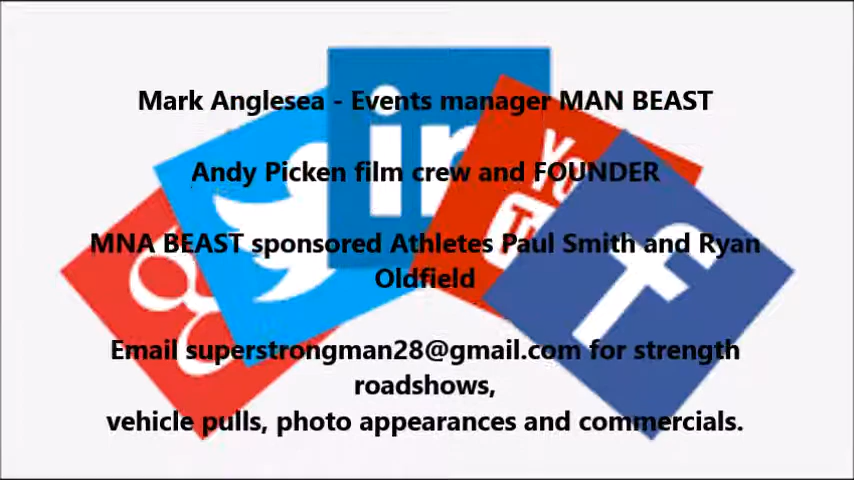 Mark Anglesea - Events manager MAN BEAST
Andy Picken film crew and FOUNDER
MNA BEAST sponsored Athletes Paul Smith and Ryan
Oldfield
Email superstrongman28@gmail.com for strength
roadshows,
vehicle pulls, photo appearances and commercials.